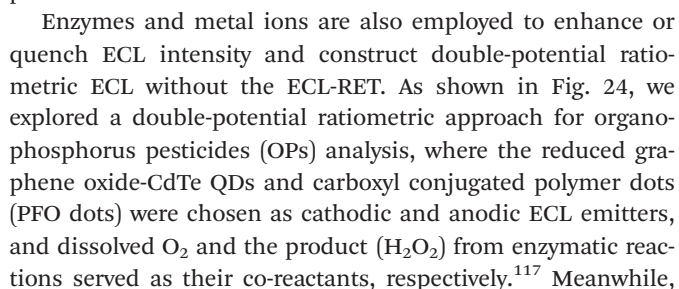 Enzymes and metal ions are also employed to enhance or
quench ECL intensity and construct double-potential ratio-
metric ECL without the ECL-RET. As shown in Fig. 24, we
explored a double-potential ratiometric approach for organo-
phosphorus pesticides (OPs) analysis, where the reduced gra-
phene oxide-CdTe QDs and carboxyl conjugated polymer dots
(PFO dots) were chosen as cathodic and anodic ECL emitters,
and dissolved O₂ and the product (H₂O₂) from enzymatic reac-
tions served as their co-reactants, respectively.¹¹⁷ Meanwhile,